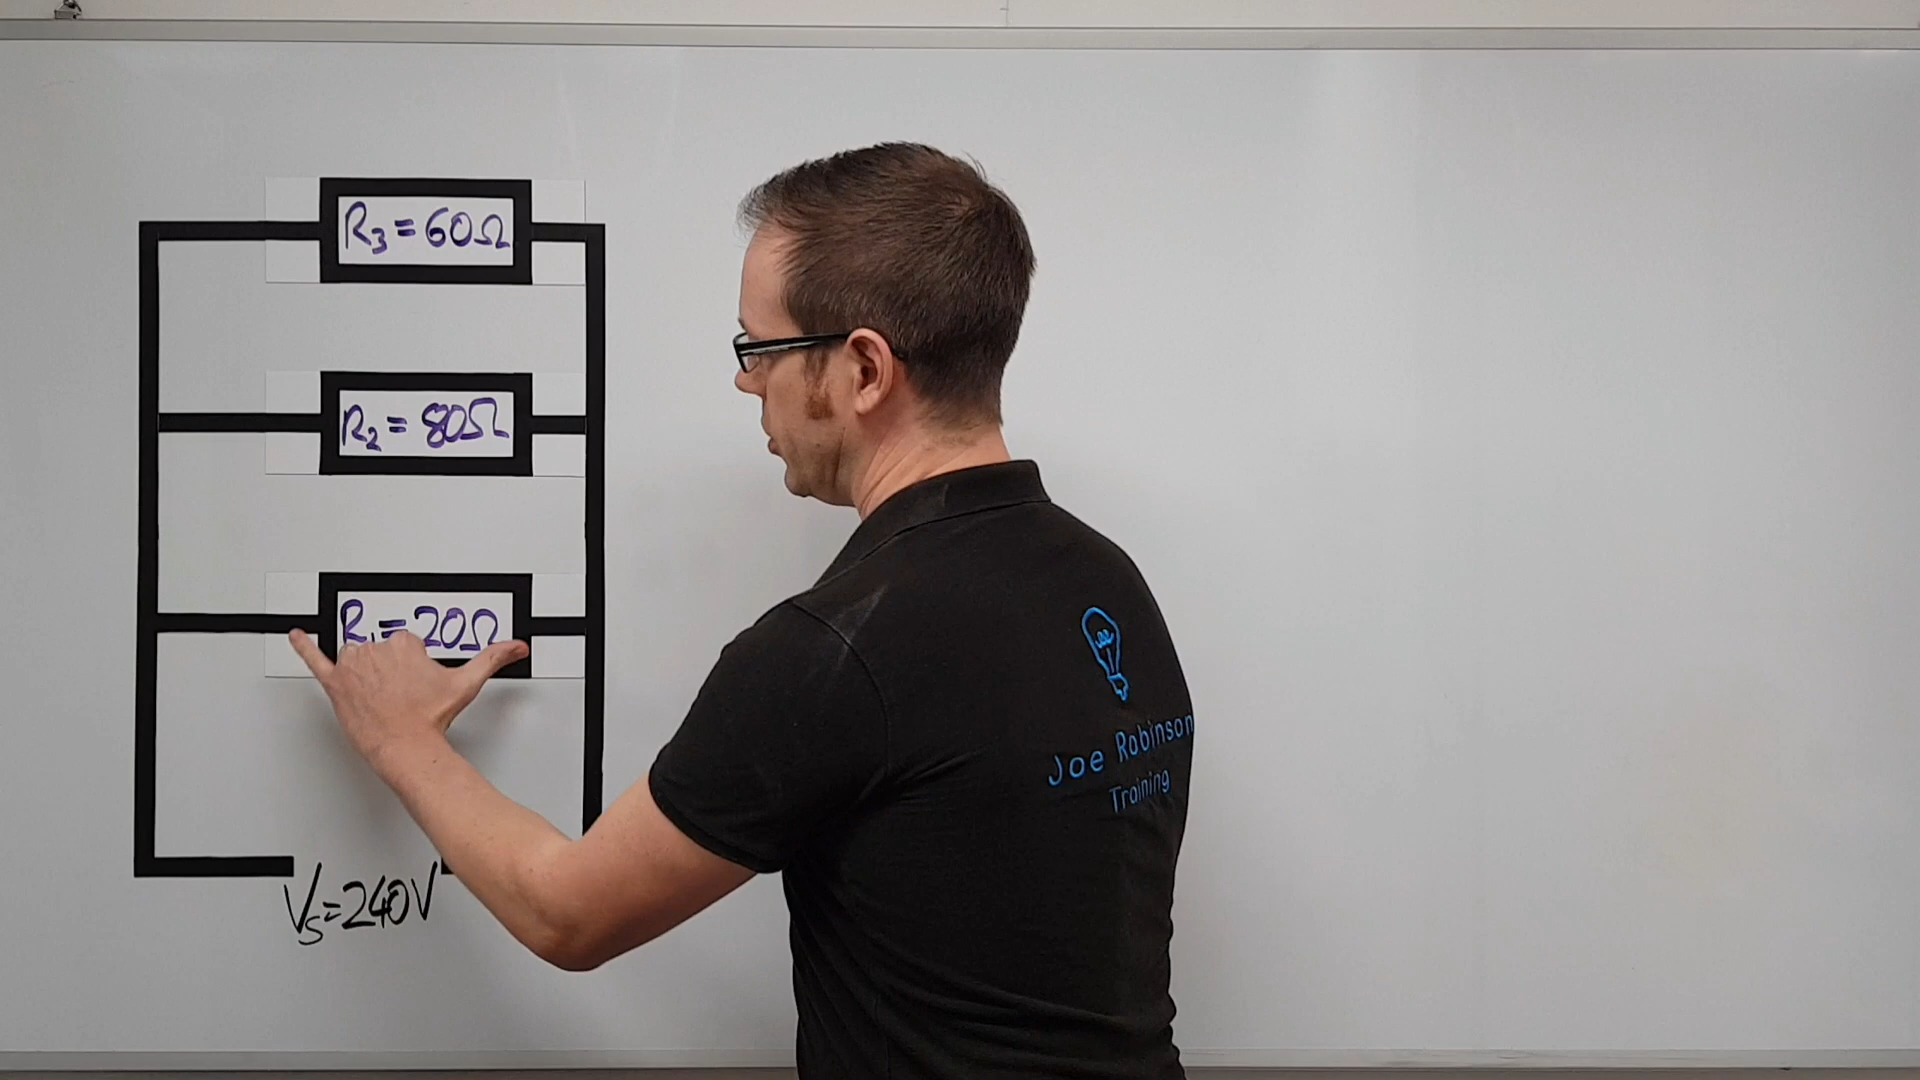 R₃=60Ω
R₂=80Ω
R₁=20Ω
Vs=240V
Joe Robinson
Training